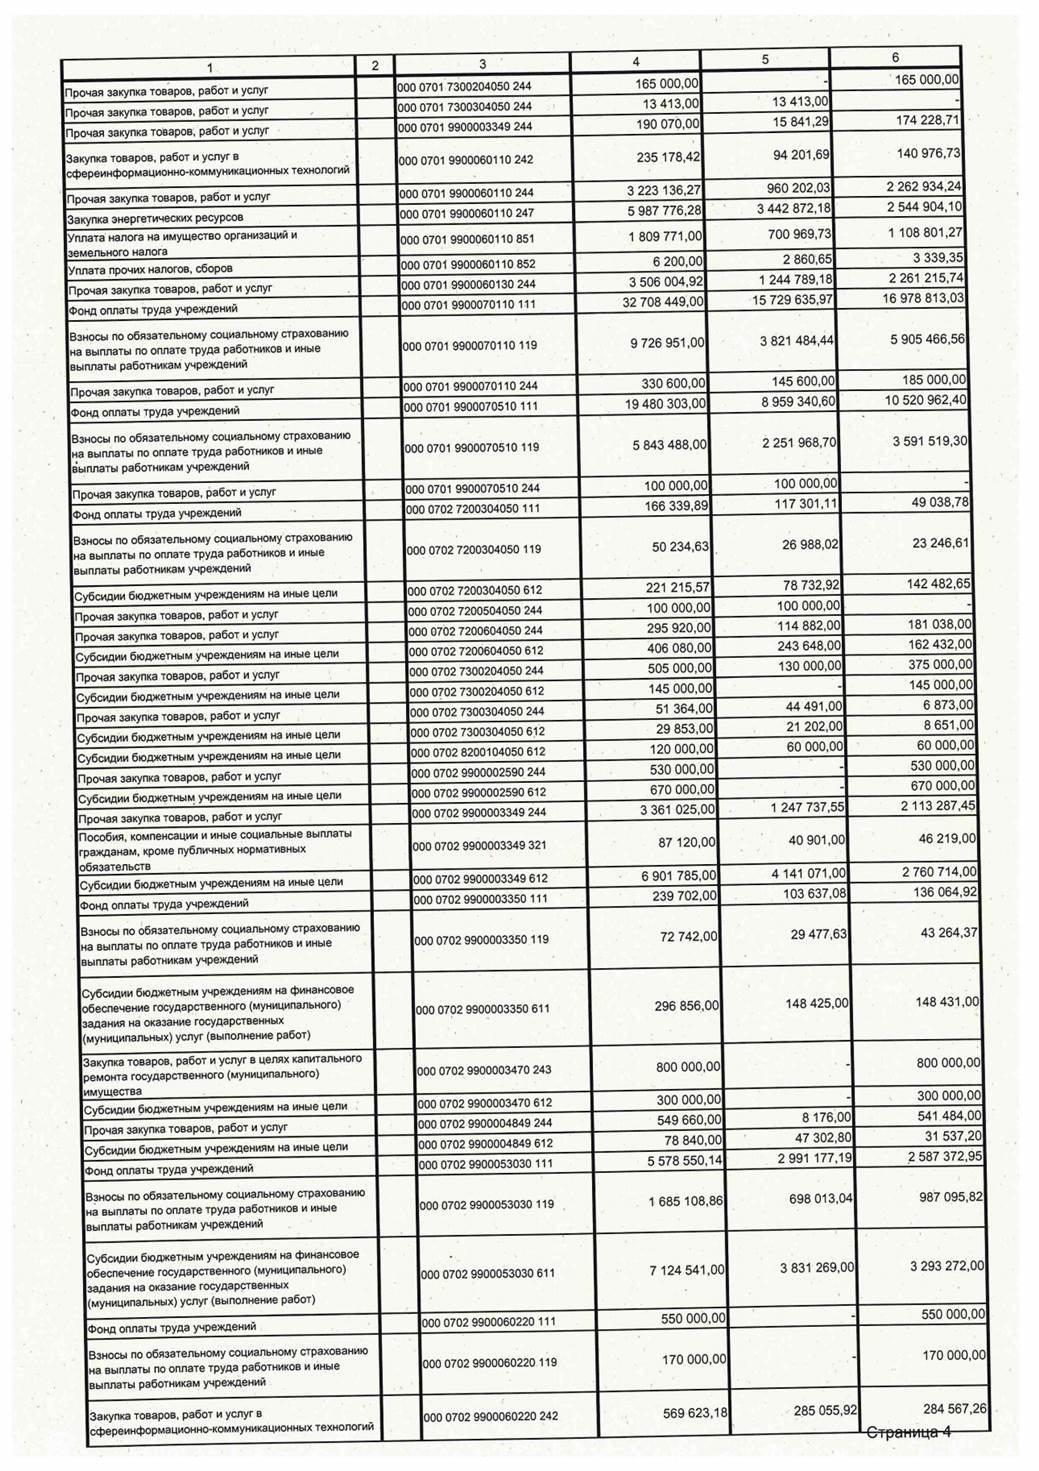 1 2 3 4 5 6
Прочая закупка товаров, работ и услуг 000 0701 7300204050 244 165 000,00 - 165 000,00
Прочая закупка товаров, работ и услуг 000 0701 7300304050 244 13 413,00 13 413,00 -
Прочая закупка товаров, работ и услуг 000 0701 9900003349 244 190 070,00 15 841,29 174 228,71
Закупка товаров, работ и услуг в
сфереинформационно-коммуникационных технологий 000 0701 9900060110 242 235 178,42 94 201,69 140 976,73
Прочая закупка товаров, работ и услуг 000 0701 9900060110 244 3 223 136,27 960 202,03 2 262 934,24
Закупка энергетических ресурсов 000 0701 9900060110 247 5 987 776,28 3 442 872,18 2 544 904,10
Уплата налога на имущество организаций и
земельного налога 000 0701 9900060110 851 1 809 771,00 700 969,73 1 108 801,27
Уплата прочих налогов, сборов 000 0701 9900060110 852 6 200,00 2 860,65 3 339,35
Прочая закупка товаров, работ и услуг 000 0701 9900060130 244 3 506 004,92 1 244 789,18 2 261 215,74
Фонд оплаты труда учреждений 000 0701 9900070110 111 32 708 449,00 15 729 635,97 16 978 813,03
Взносы по обязательному социальному страхованию
на выплаты по оплате труда работников и иные
выплаты работникам учреждений 000 0701 9900070110 119 9 726 951,00 3 821 484,44 5 905 466,56
Прочая закупка товаров, работ и услуг 000 0701 9900070110 244 330 600,00 145 600,00 185 000,00
Фонд оплаты труда учреждений 000 0701 9900070510 111 19 480 303,00 8 959 340,60 10 520 962,40
Взносы по обязательному социальному страхованию
на выплаты по оплате труда работников и иные
выплаты работникам учреждений 000 0701 9900070510 119 5 843 488,00 2 251 968,70 3 591 519,30
Прочая закупка товаров, работ и услуг 000 0701 9900070510 244 100 000,00 100 000,00 -
Фонд оплаты труда учреждений 000 0702 7200304050 111 166 339,89 117 301,11 49 038,78
Взносы по обязательному социальному страхованию
на выплаты по оплате труда работников и иные
выплаты работникам учреждений 000 0702 7200304050 119 50 234,63 26 988,02 23 246,61
Субсидии бюджетным учреждениям на иные цели 000 0702 7200304050 612 221 215,57 78 732,92 142 482,65
Прочая закупка товаров, работ и услуг 000 0702 7200504050 244 100 000,00 100 000,00 -
Прочая закупка товаров, работ и услуг 000 0702 7200604050 244 295 920,00 114 882,00 181 038,00
Субсидии бюджетным учреждениям на иные цели 000 0702 7200604050 612 406 080,00 243 648,00 162 432,00
Прочая закупка товаров, работ и услуг 000 0702 7300204050 244 505 000,00 130 000,00 375 000,00
Субсидии бюджетным учреждениям на иные цели 000 0702 7300204050 612 145 000,00 - 145 000,00
Прочая закупка товаров, работ и услуг 000 0702 7300304050 244 51 364,00 44 491,00 6 873,00
Субсидии бюджетным учреждениям на иные цели 000 0702 7300304050 612 29 853,00 21 202,00 8 651,00
Субсидии бюджетным учреждениям на иные цели 000 0702 8200104050 612 120 000,00 60 000,00 60 000,00
Прочая закупка товаров, работ и услуг 000 0702 9900002590 244 530 000,00 - 530 000,00
Субсидии бюджетным учреждениям на иные цели 000 0702 9900002590 612 670 000,00 - 670 000,00
Прочая закупка товаров, работ и услуг 000 0702 9900003349 244 3 361 025,00 1 247 737,55 2 113 287,45
Пособия, компенсации и иные социальные выплаты
гражданам, кроме публичных нормативных
обязательств 000 0702 9900003349 321 87 120,00 40 901,00 46 219,00
Субсидии бюджетным учреждениям на иные цели 000 0702 9900003349 612 6 901 785,00 4 141 071,00 2 760 714,00
Фонд оплаты труда учреждений 000 0702 9900003350 111 239 702,00 103 637,08 136 064,92
Взносы по обязательному социальному страхованию
на выплаты по оплате труда работников и иные
выплаты работникам учреждений 000 0702 9900003350 119 72 742,00 29 477,63 43 264,37
Субсидии бюджетным учреждениям на финансовое
обеспечение государственного (муниципального)
задания на оказание государственных
(муниципальных) услуг (выполнение работ) 000 0702 9900003350 611 296 856,00 148 425,00 148 431,00
Закупка товаров, работ и услуг в целях капитального
ремонта государственного (муниципального)
имущества 000 0702 9900003470 243 800 000,00 - 800 000,00
Субсидии бюджетным учреждениям на иные цели 000 0702 9900003470 612 300 000,00 - 300 000,00
Прочая закупка товаров, работ и услуг 000 0702 9900004849 244 549 660,00 8 176,00 541 484,00
Субсидии бюджетным учреждениям на иные цели 000 0702 9900004849 612 78 840,00 47 302,80 31 537,20
Фонд оплаты труда учреждений 000 0702 9900053030 111 5 578 550,14 2 991 177,19 2 587 372,95
Взносы по обязательному социальному страхованию
на выплаты по оплате труда работников и иные
выплаты работникам учреждений 000 0702 9900053030 119 1 685 108,86 698 013,04 987 095,82
Субсидии бюджетным учреждениям на финансовое
обеспечение государственного (муниципального)
задания на оказание государственных
(муниципальных) услуг (выполнение работ) 000 0702 9900053030 611 7 124 541,00 3 831 269,00 3 293 272,00
Фонд оплаты труда учреждений 000 0702 9900060220 111 550 000,00 - 550 000,00
Взносы по обязательному социальному страхованию
на выплаты по оплате труда работников и иные
выплаты работникам учреждений 000 0702 9900060220 119 170 000,00 - 170 000,00
Закупка товаров, работ и услуг в
сфереинформационно-коммуникационных технологий 000 0702 9900060220 242 569 623,18 285 055,92 284 567,26
Страница 4